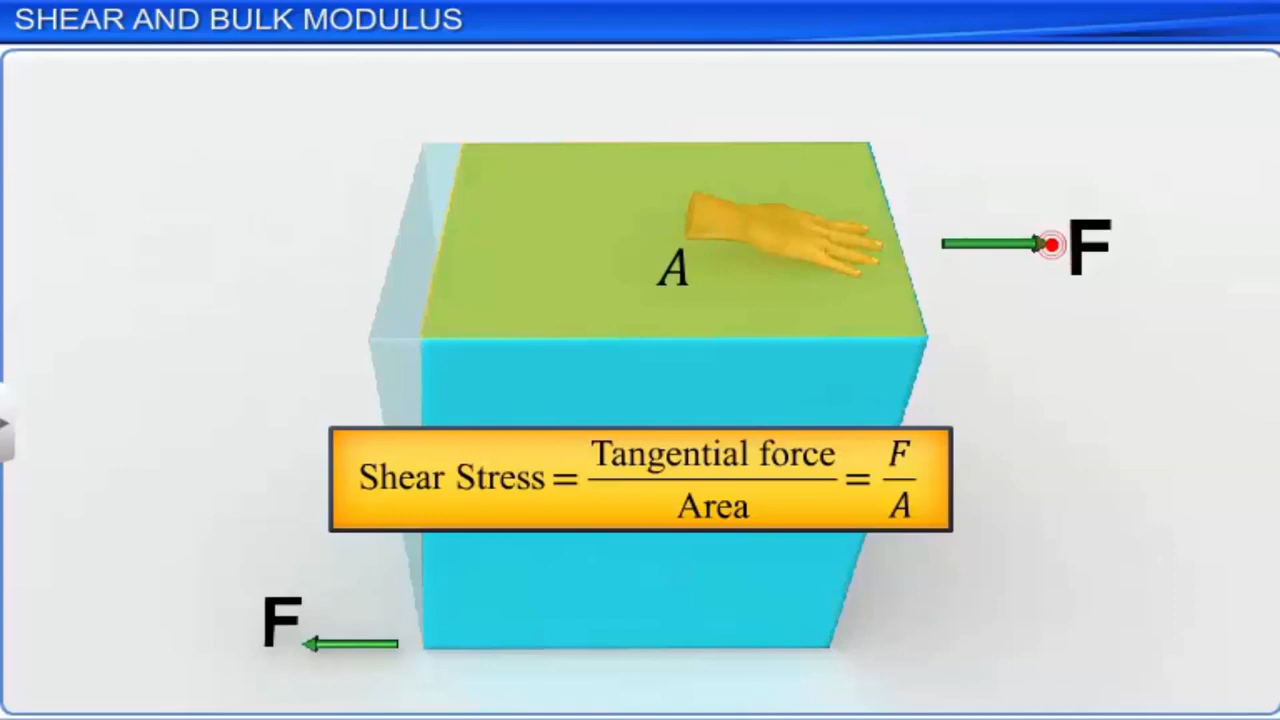 SHEAR AND BULK MODULUS
F
A
Shear Stress = Tangential force / Area = F / A
F